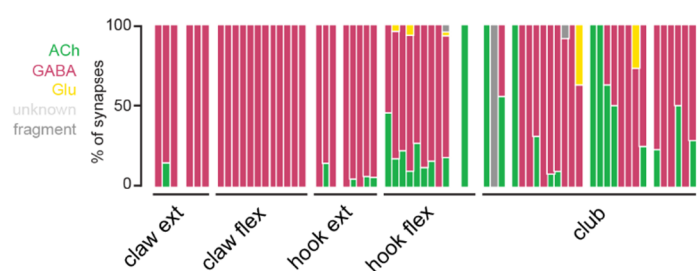 ACh
GABA
Glu
unknown
fragment
% of synapses
100
50
0
claw ext
claw flex
hook ext
hook flex
club